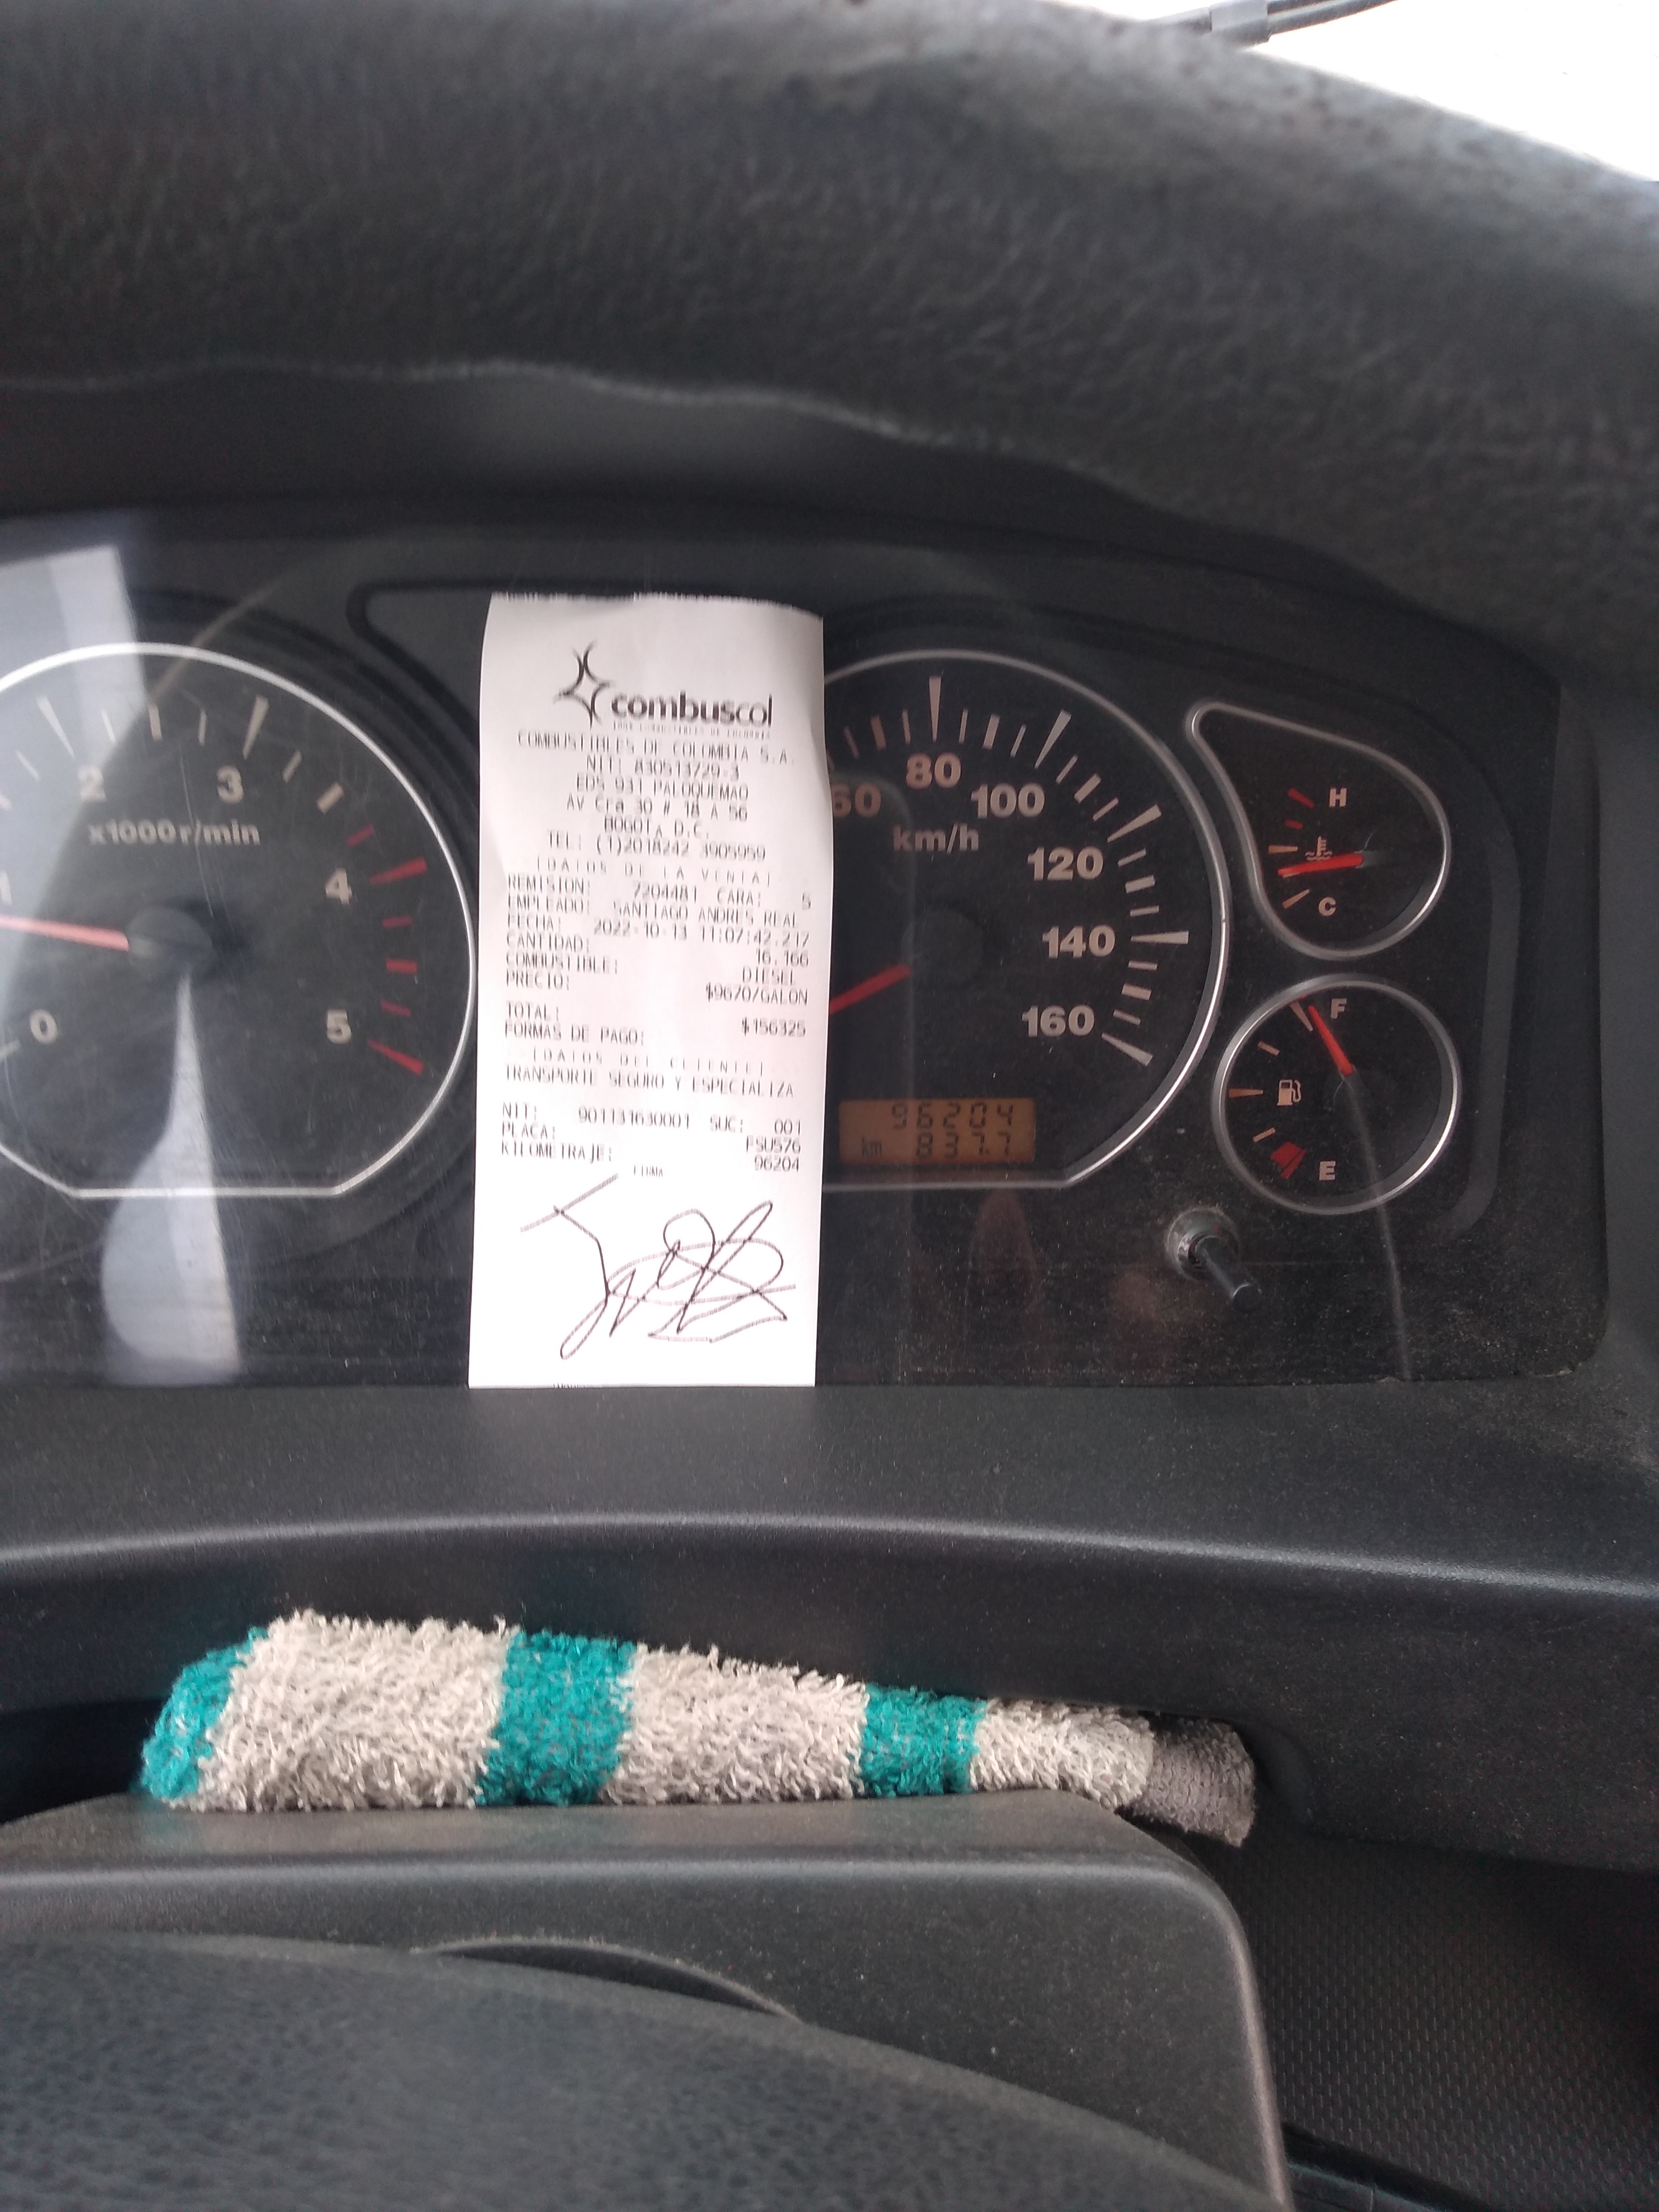 combuscol
COMBUSTIBLES DE COLOMBIA S.A.
NIT: 830513729-3
EDS 931 PALOQUEMAO
AV Cra 30 # 18 A 56
BOGOTA D.C.
TEL: (1)2018242 3905959
[DATOS DE LA VENTA]
REMISION: 7204481 CARA: 5
EMPLEADO: SANTIAGO ANDRES REAL
FECHA: 2022-10-13 11:07:42.217
CANTIDAD: 16,166
COMBUSTIBLE: DIESEL
PRECIO: $9670/GALON
TOTAL: $156325
FORMAS DE PAGO:
[DATOS DEL CLIENTE]
TRANSPORTE SEGURO Y ESPECIALIZA
NIT: 901131630001 SUC: 001
PLACA: FSU576
KILOMETRAJE: 96204
FIRMA
0
1
2
3
4
5
x1000r/min
60
80
100
120
140
160
km/h
96204
km 837.7
H
C
F
E